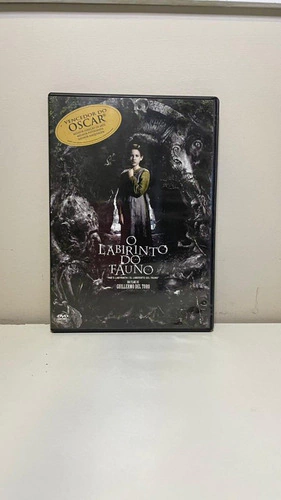 VENCEDOR DO
OSCAR®
O
LABIRINTO
DO
FAUNO
UM FILME DE
GUILLERMO DEL TORO
DVD